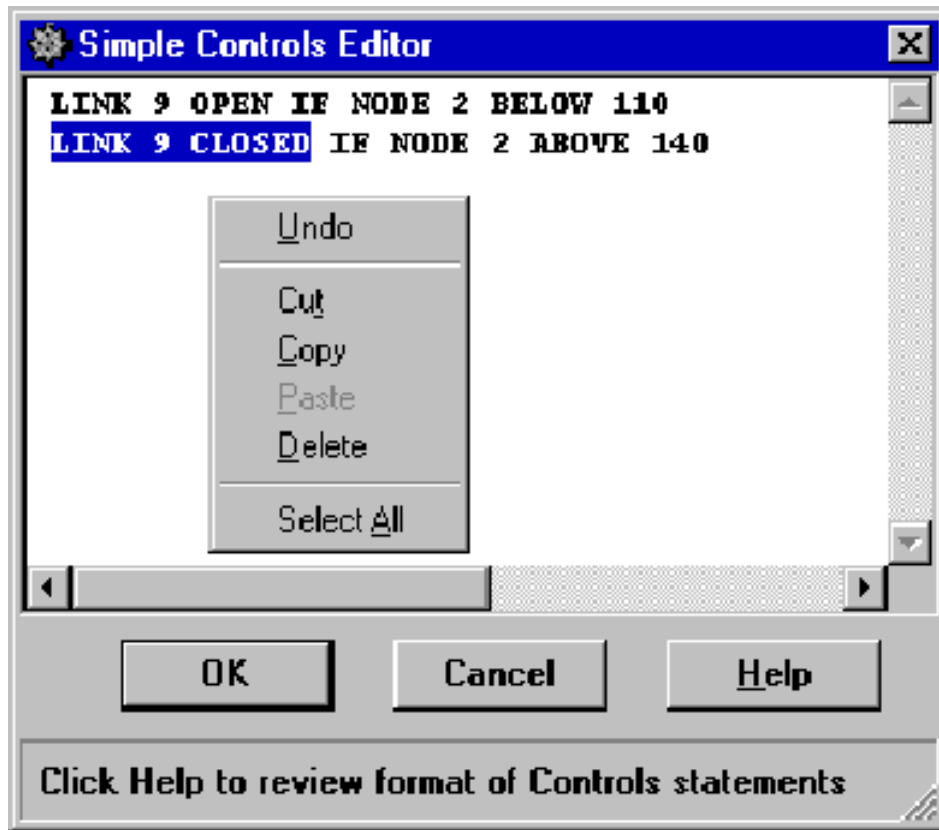 Simple Controls Editor
LINK 9 OPEN IF NODE 2 BELOW 110
LINK 9 CLOSED IF NODE 2 ABOVE 140
Undo
Cut
Copy
Paste
Delete
Select All
OK Cancel Help
Click Help to review format of Controls statements